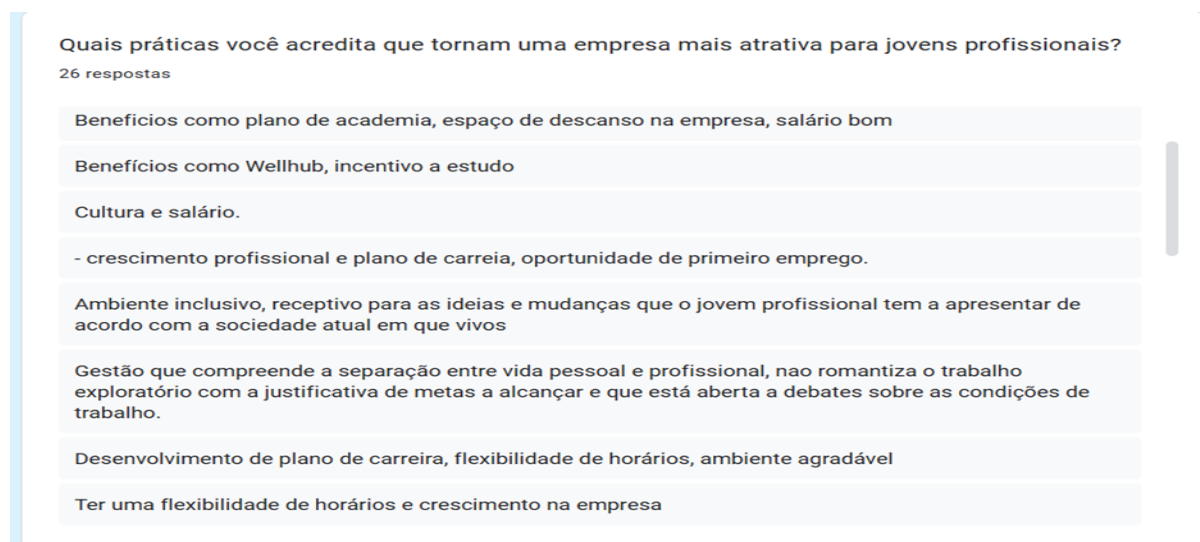 Quais práticas você acredita que tornam uma empresa mais atrativa para jovens profissionais?
26 respostas
Beneficios como plano de academia, espaço de descanso na empresa, salário bom
Benefícios como Wellhub, incentivo a estudo
Cultura e salário.
- crescimento profissional e plano de carreia, oportunidade de primeiro emprego.
Ambiente inclusivo, receptivo para as ideias e mudanças que o jovem profissional tem a apresentar de
acordo com a sociedade atual em que vivos
Gestão que compreende a separação entre vida pessoal e profissional, nao romantiza o trabalho
exploratório com a justificativa de metas a alcançar e que está aberta a debates sobre as condições de
trabalho.
Desenvolvimento de plano de carreira, flexibilidade de horários, ambiente agradável
Ter uma flexibilidade de horários e crescimento na empresa